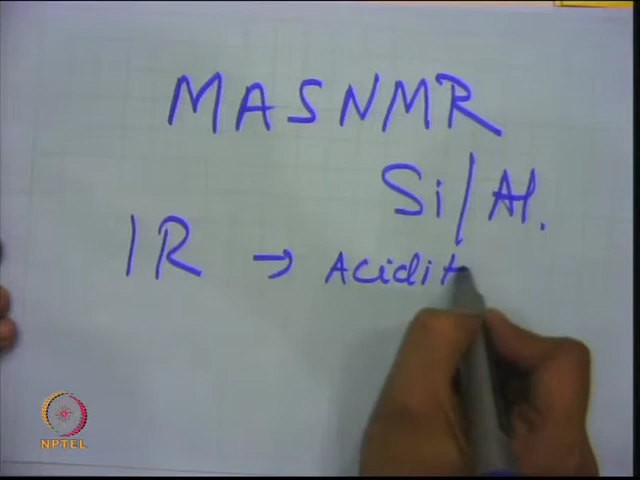 MASNMR
Si/Al.
IR → Acidit
NPTEL